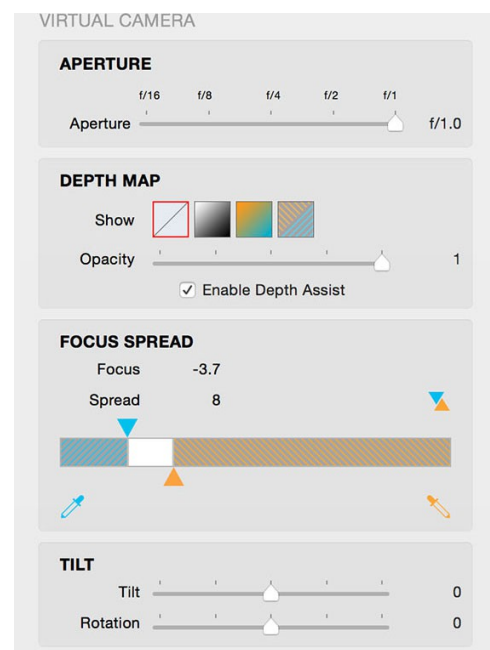 VIRTUAL CAMERA
APERTURE
f/16 f/8 f/4 f/2 f/1
Aperture f/1.0
DEPTH MAP
Show
Opacity 1
Enable Depth Assist
FOCUS SPREAD
Focus -3.7
Spread 8
TILT
Tilt 0
Rotation 0